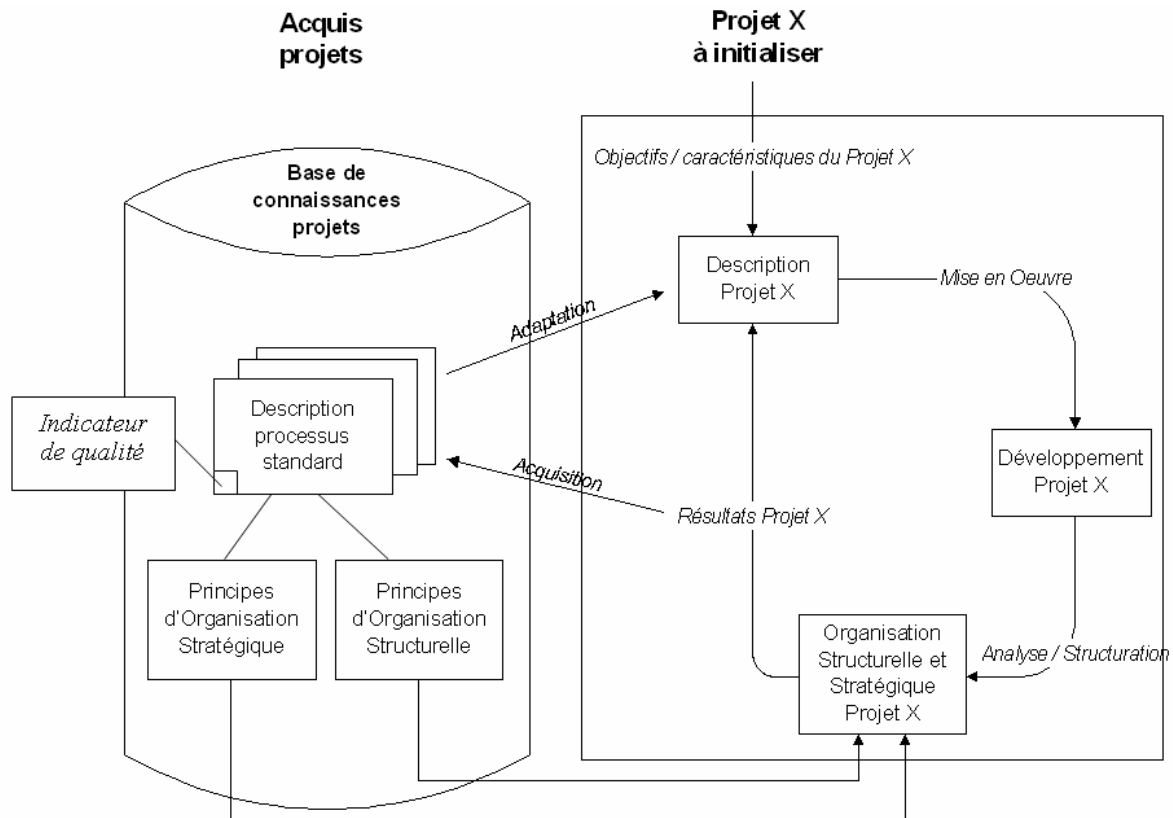 Acquis
projets
Projet X
à initialiser
Base de
connaissances
projets
Objectifs / caractéristiques du Projet X
Description
Projet X
Mise en Oeuvre
Adaptation
Indicateur
de qualité
Description
processus
standard
Acquisition
Résultats Projet X
Développement
Projet X
Principes
d'Organisation
Stratégique
Principes
d'Organisation
Structurelle
Organisation
Structurelle et
Stratégique
Projet X
Analyse / Structuration